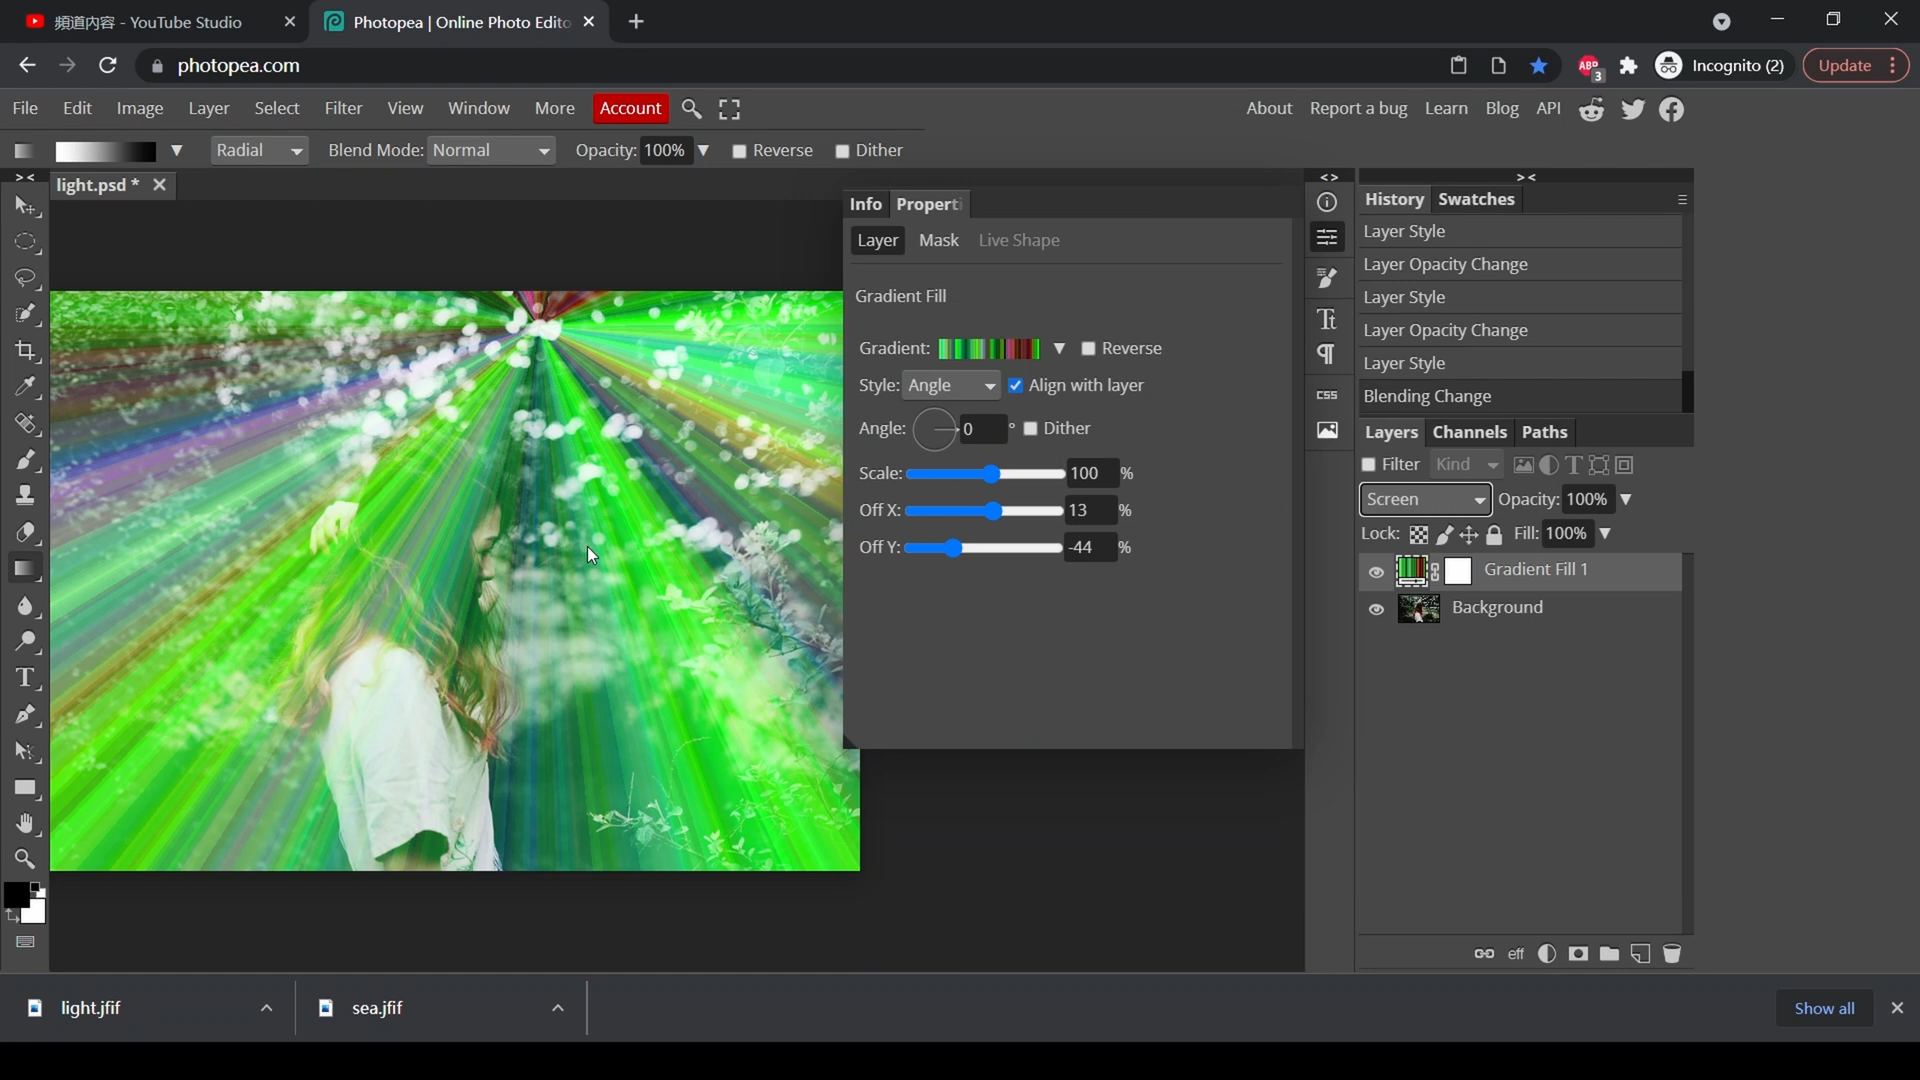 頻道內容 - YouTube Studio
Photopea | Online Photo Edito
photopea.com
ABP 3
Incognito (2)
Update
File Edit Image Layer Select Filter View Window More Account
About Report a bug Learn Blog API
Radial Blend Mode: Normal Opacity: 100% Reverse Dither
> < light.psd *
Info Properti
Layer Mask Live Shape
Gradient Fill
Gradient: Reverse
Style: Angle Align with layer
Angle: 0 ° Dither
Scale: 100 %
Off X: 13 %
Off Y: -44 %
< >
CSS
> <
History Swatches
Layer Style
Layer Opacity Change
Layer Style
Layer Opacity Change
Layer Style
Blending Change
Layers Channels Paths
Filter Kind
Screen Opacity: 100%
Lock: Fill: 100%
Gradient Fill 1
Background
eff
light.jfif
sea.jfif
Show all